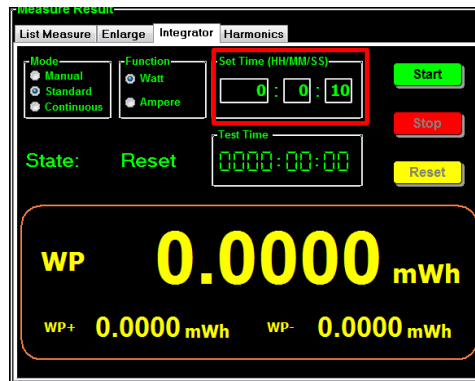 Measure Result
List Measure Enlarge Integrator Harmonics
Mode Function Set Time (HH/MM/SS)
Manual Watt 0 : 0 : 10 Start
Standard
Continuous Ampere
Stop
Test Time
State: Reset 0000:00:00 Reset
WP 0.0000 mWh
WP+ 0.0000 mWh WP- 0.0000 mWh